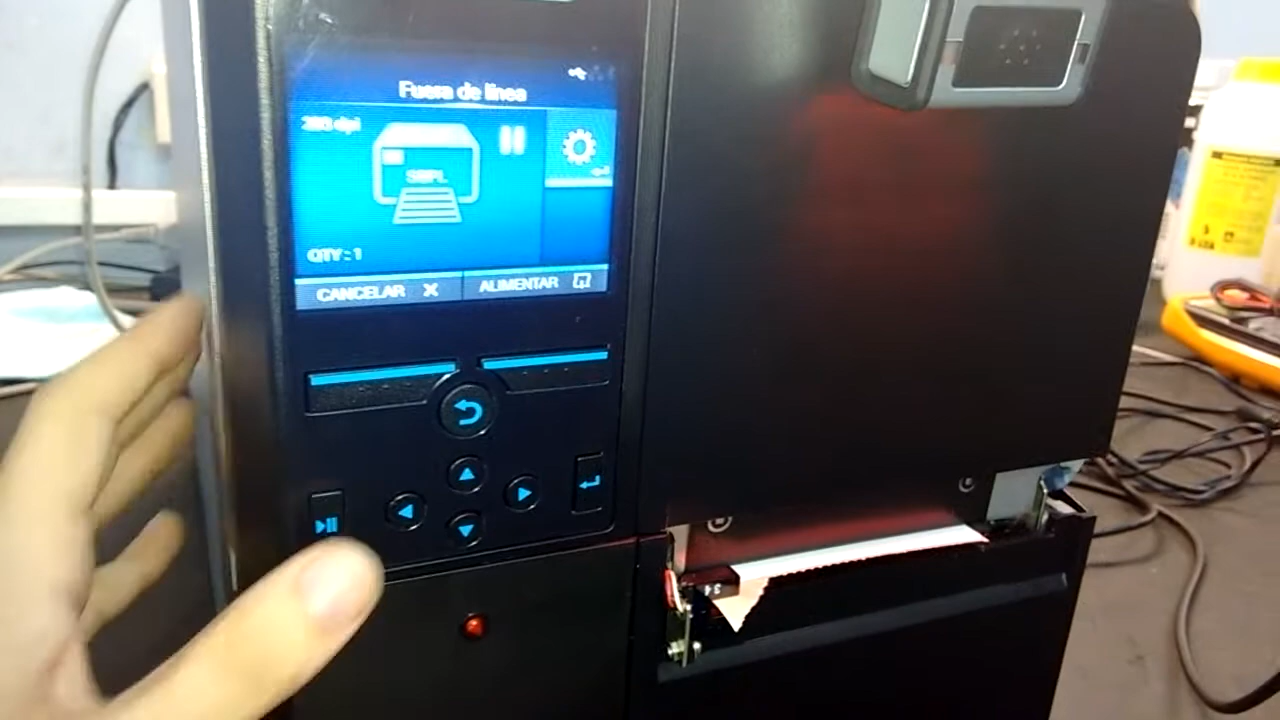 Fuera de línea
203 dpi
SBPL
QTY : 1
CANCELAR
ALIMENTAR